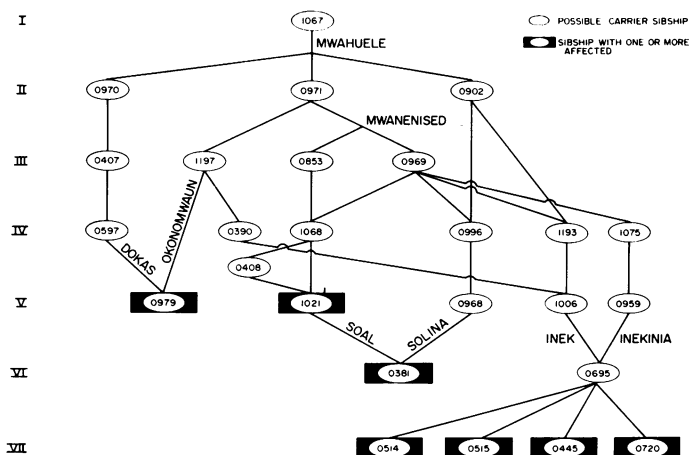 I
1067
POSSIBLE CARRIER SIBSHIP
MWAHUELE
SIBSHIP WITH ONE OR MORE
AFFECTED
II
0970
0971
0902
MWANENISED
III
0407
1197
0853
0969
OKONOMWAUN
IV
0597
0390
1068
0996
1193
1075
DOKAS
0408
V
0979
1021
0968
1006
0959
SOAL
SOLINA
INEK
INEKINIA
VI
0381
0695
VII
0514
0515
0445
0720